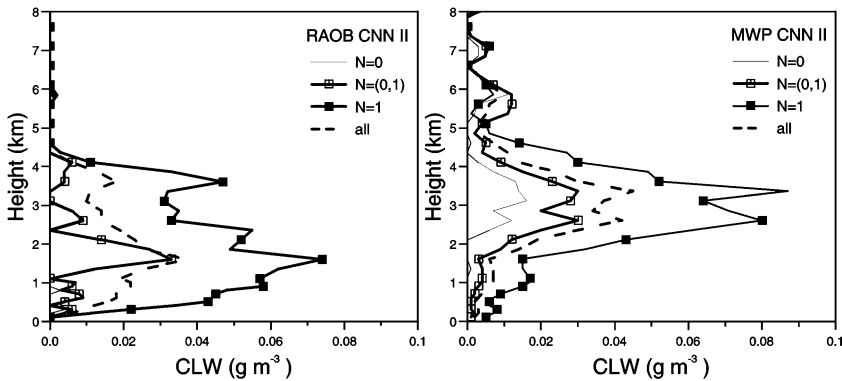 8
7
6
5
4
3
2
1
0
Height (km)
RAOB CNN II
N=0
N=(0,1)
N=1
all
0 0.02 0.04 0.06 0.08 0.1
CLW (g m⁻³)
8
7
6
5
4
3
2
1
0
Height (km)
MWP CNN II
N=0
N=(0,1)
N=1
all
0 0.02 0.04 0.06 0.08 0.1
CLW (g m⁻³)